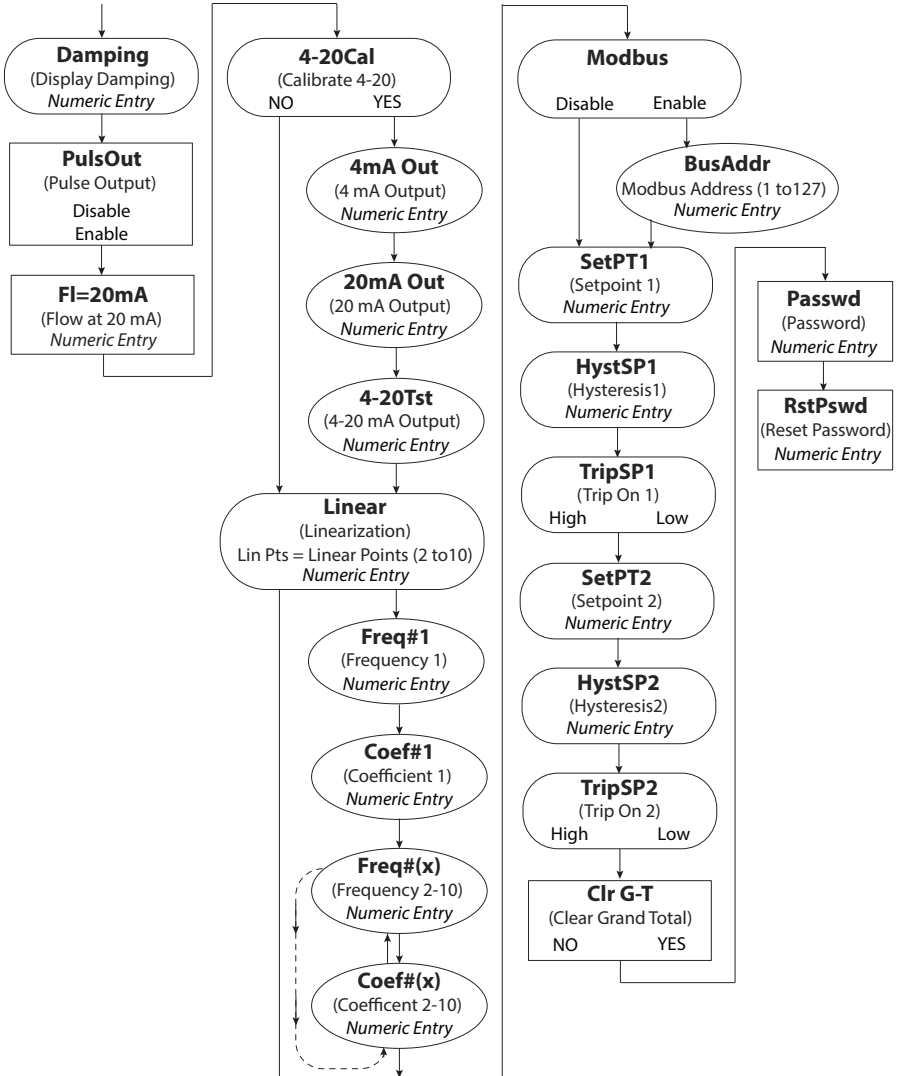 Damping
(Display Damping)
Numeric Entry
PulsOut
(Pulse Output)
Disable
Enable
Fl=20mA
(Flow at 20 mA)
Numeric Entry
4-20Cal
(Calibrate 4-20)
NO YES
4mA Out
(4 mA Output)
Numeric Entry
20mA Out
(20 mA Output)
Numeric Entry
4-20Tst
(4-20 mA Output)
Numeric Entry
Linear
(Linearization)
Lin Pts = Linear Points (2 to10)
Numeric Entry
Freq#1
(Frequency 1)
Numeric Entry
Coef#1
(Coefficient 1)
Numeric Entry
Freq#(x)
(Frequency 2-10)
Numeric Entry
Coef#(x)
(Coefficent 2-10)
Numeric Entry
Modbus
Disable Enable
BusAddr
Modbus Address (1 to127)
Numeric Entry
SetPT1
(Setpoint 1)
Numeric Entry
HystSP1
(Hysteresis1)
Numeric Entry
TripSP1
(Trip On 1)
High Low
SetPT2
(Setpoint 2)
Numeric Entry
HystSP2
(Hysteresis2)
Numeric Entry
TripSP2
(Trip On 2)
High Low
Clr G-T
(Clear Grand Total)
NO YES
Passwd
(Password)
Numeric Entry
RstPswd
(Reset Password)
Numeric Entry